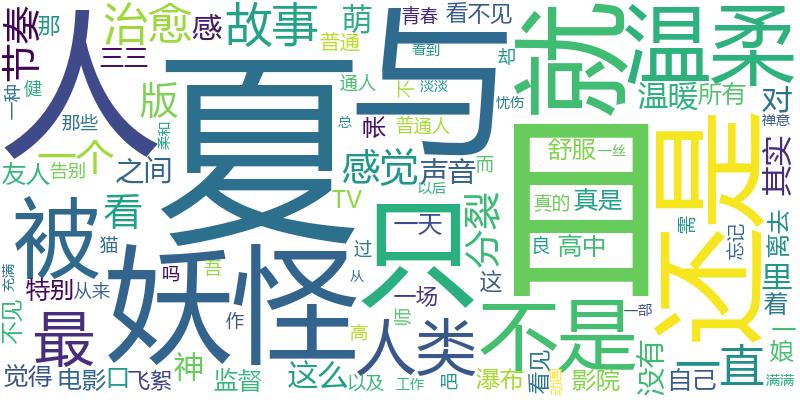 人
夏
与
就
温柔
目
还是
妖怪
被
只
不是
最
人类
一直
治愈
感
故事
萌
青春
看不见
节奏
那
三三
版
普通
看到
却
一种
健
那些
柔和
通人
不
淡淡
忧伤
温暖
所有
对
总
帐
普通人
禅意
友人
告别
一个
之间
感觉
声音
而
舒服
一丝
其实
看
TV
以后
分裂
真的
真是
需
离去
猫
一天
过
良
高中
忘记
里
充满
吗
吾
这
着
特别
从来
从
一场
不见
作
高
师
一部
一
娘
觉得
电影
口
飞絮
神
监督
这么
以及
工作
吧
瀑布
看见
动画
影院
没有
自己
满满